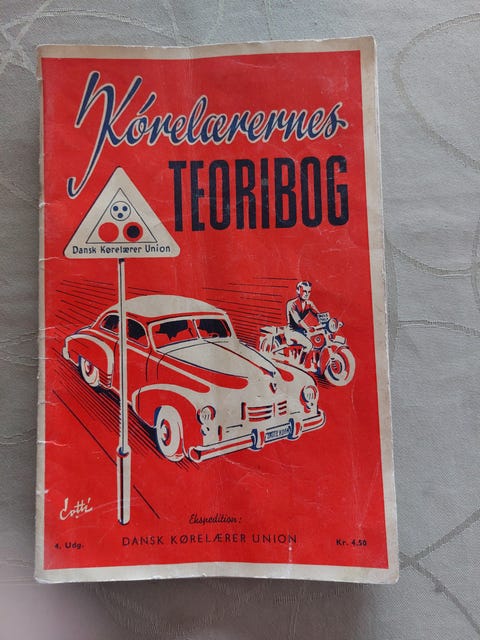 Kørelærernes
TEORIBOG
Dansk Kørelærer Union
Cotti
Ekspedition:
4. Udg.
DANSK KØRELÆRER UNION
Kr. 4.50